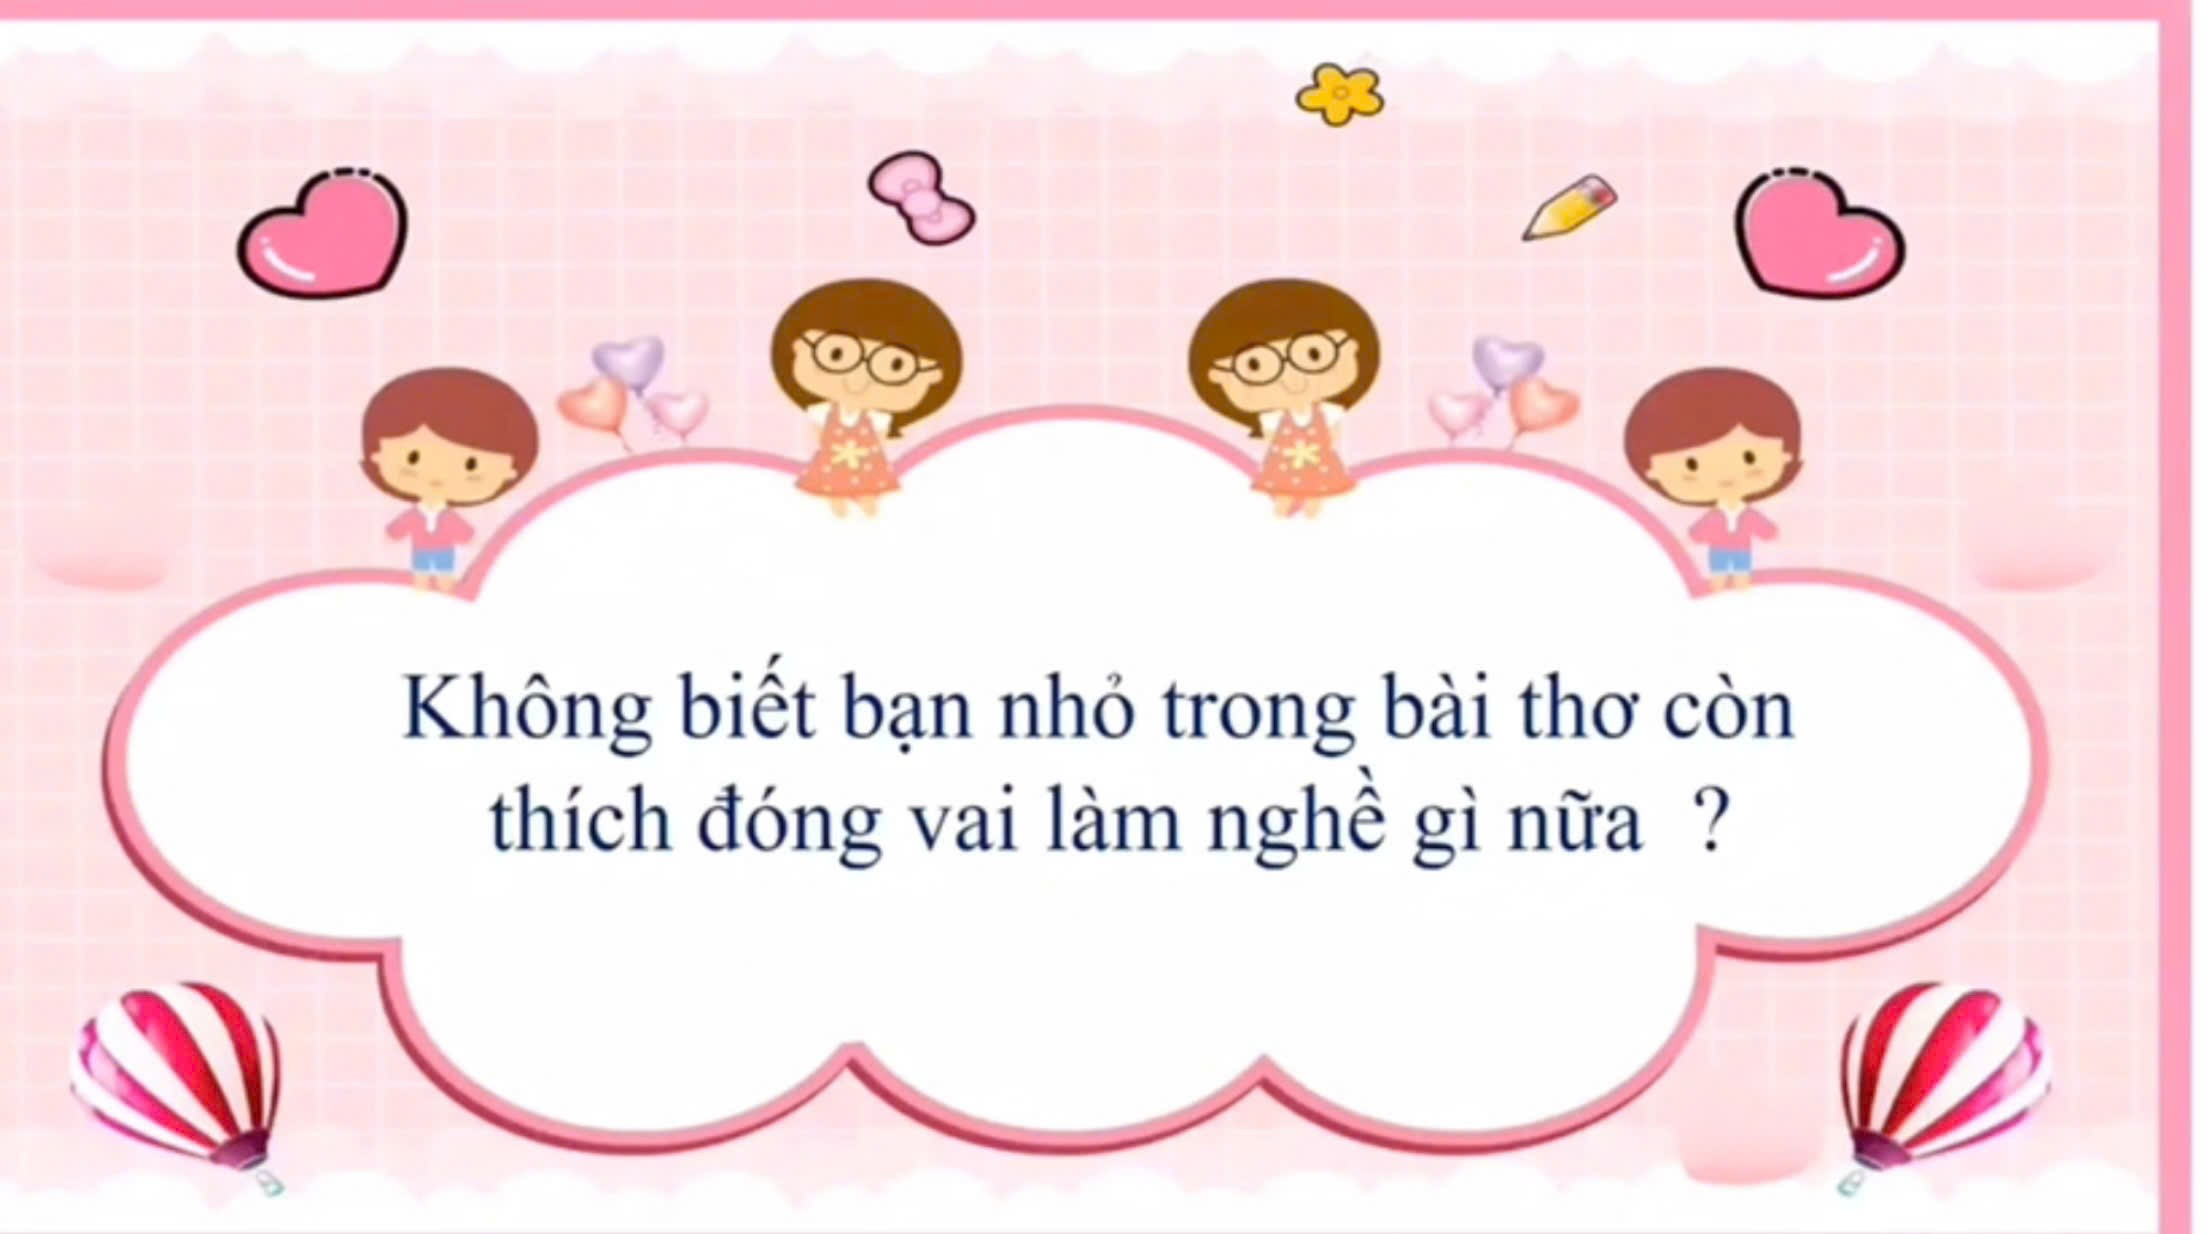 Không biết bạn nhỏ trong bài thơ còn
thích đóng vai làm nghề gì nữa ?